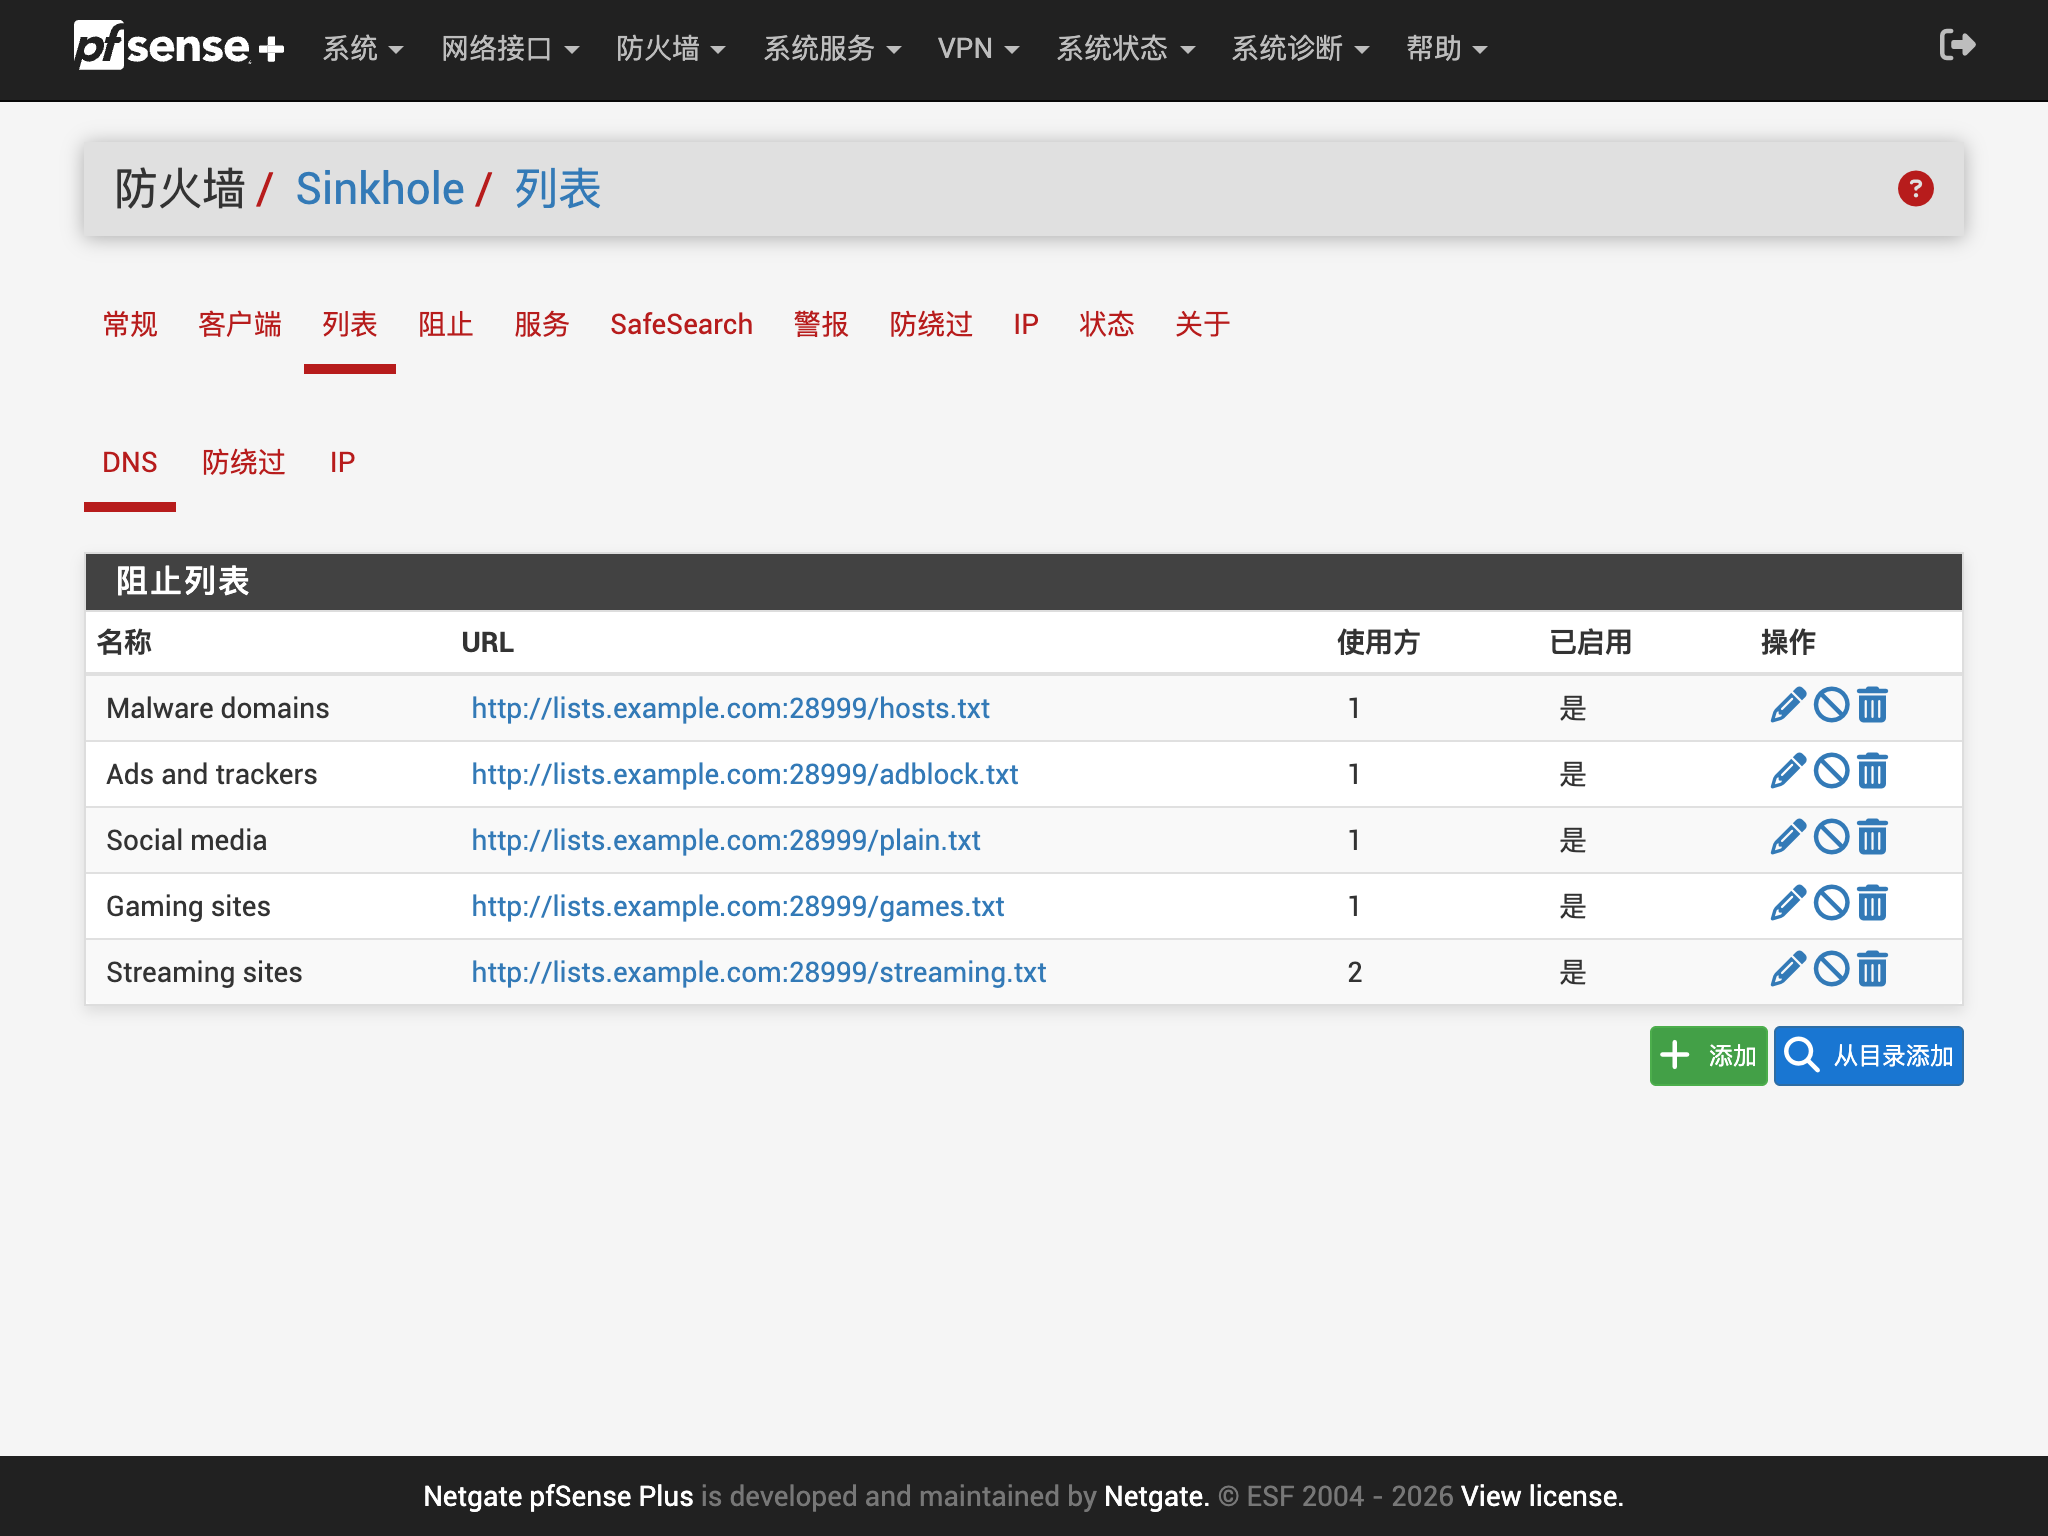 pfsense+ 系统 网络接口 防火墙 系统服务 VPN 系统状态 系统诊断 帮助
防火墙 / Sinkhole / 列表
常规 客户端 列表 阻止 服务 SafeSearch 警报 防绕过 IP 状态 关于
DNS 防绕过 IP
阻止列表
名称 URL 使用方 已启用 操作
Malware domains http://lists.example.com:28999/hosts.txt 1 是
Ads and trackers http://lists.example.com:28999/adblock.txt 1 是
Social media http://lists.example.com:28999/plain.txt 1 是
Gaming sites http://lists.example.com:28999/games.txt 1 是
Streaming sites http://lists.example.com:28999/streaming.txt 2 是
添加 从目录添加
Netgate pfSense Plus is developed and maintained by Netgate. © ESF 2004 - 2026 View license.